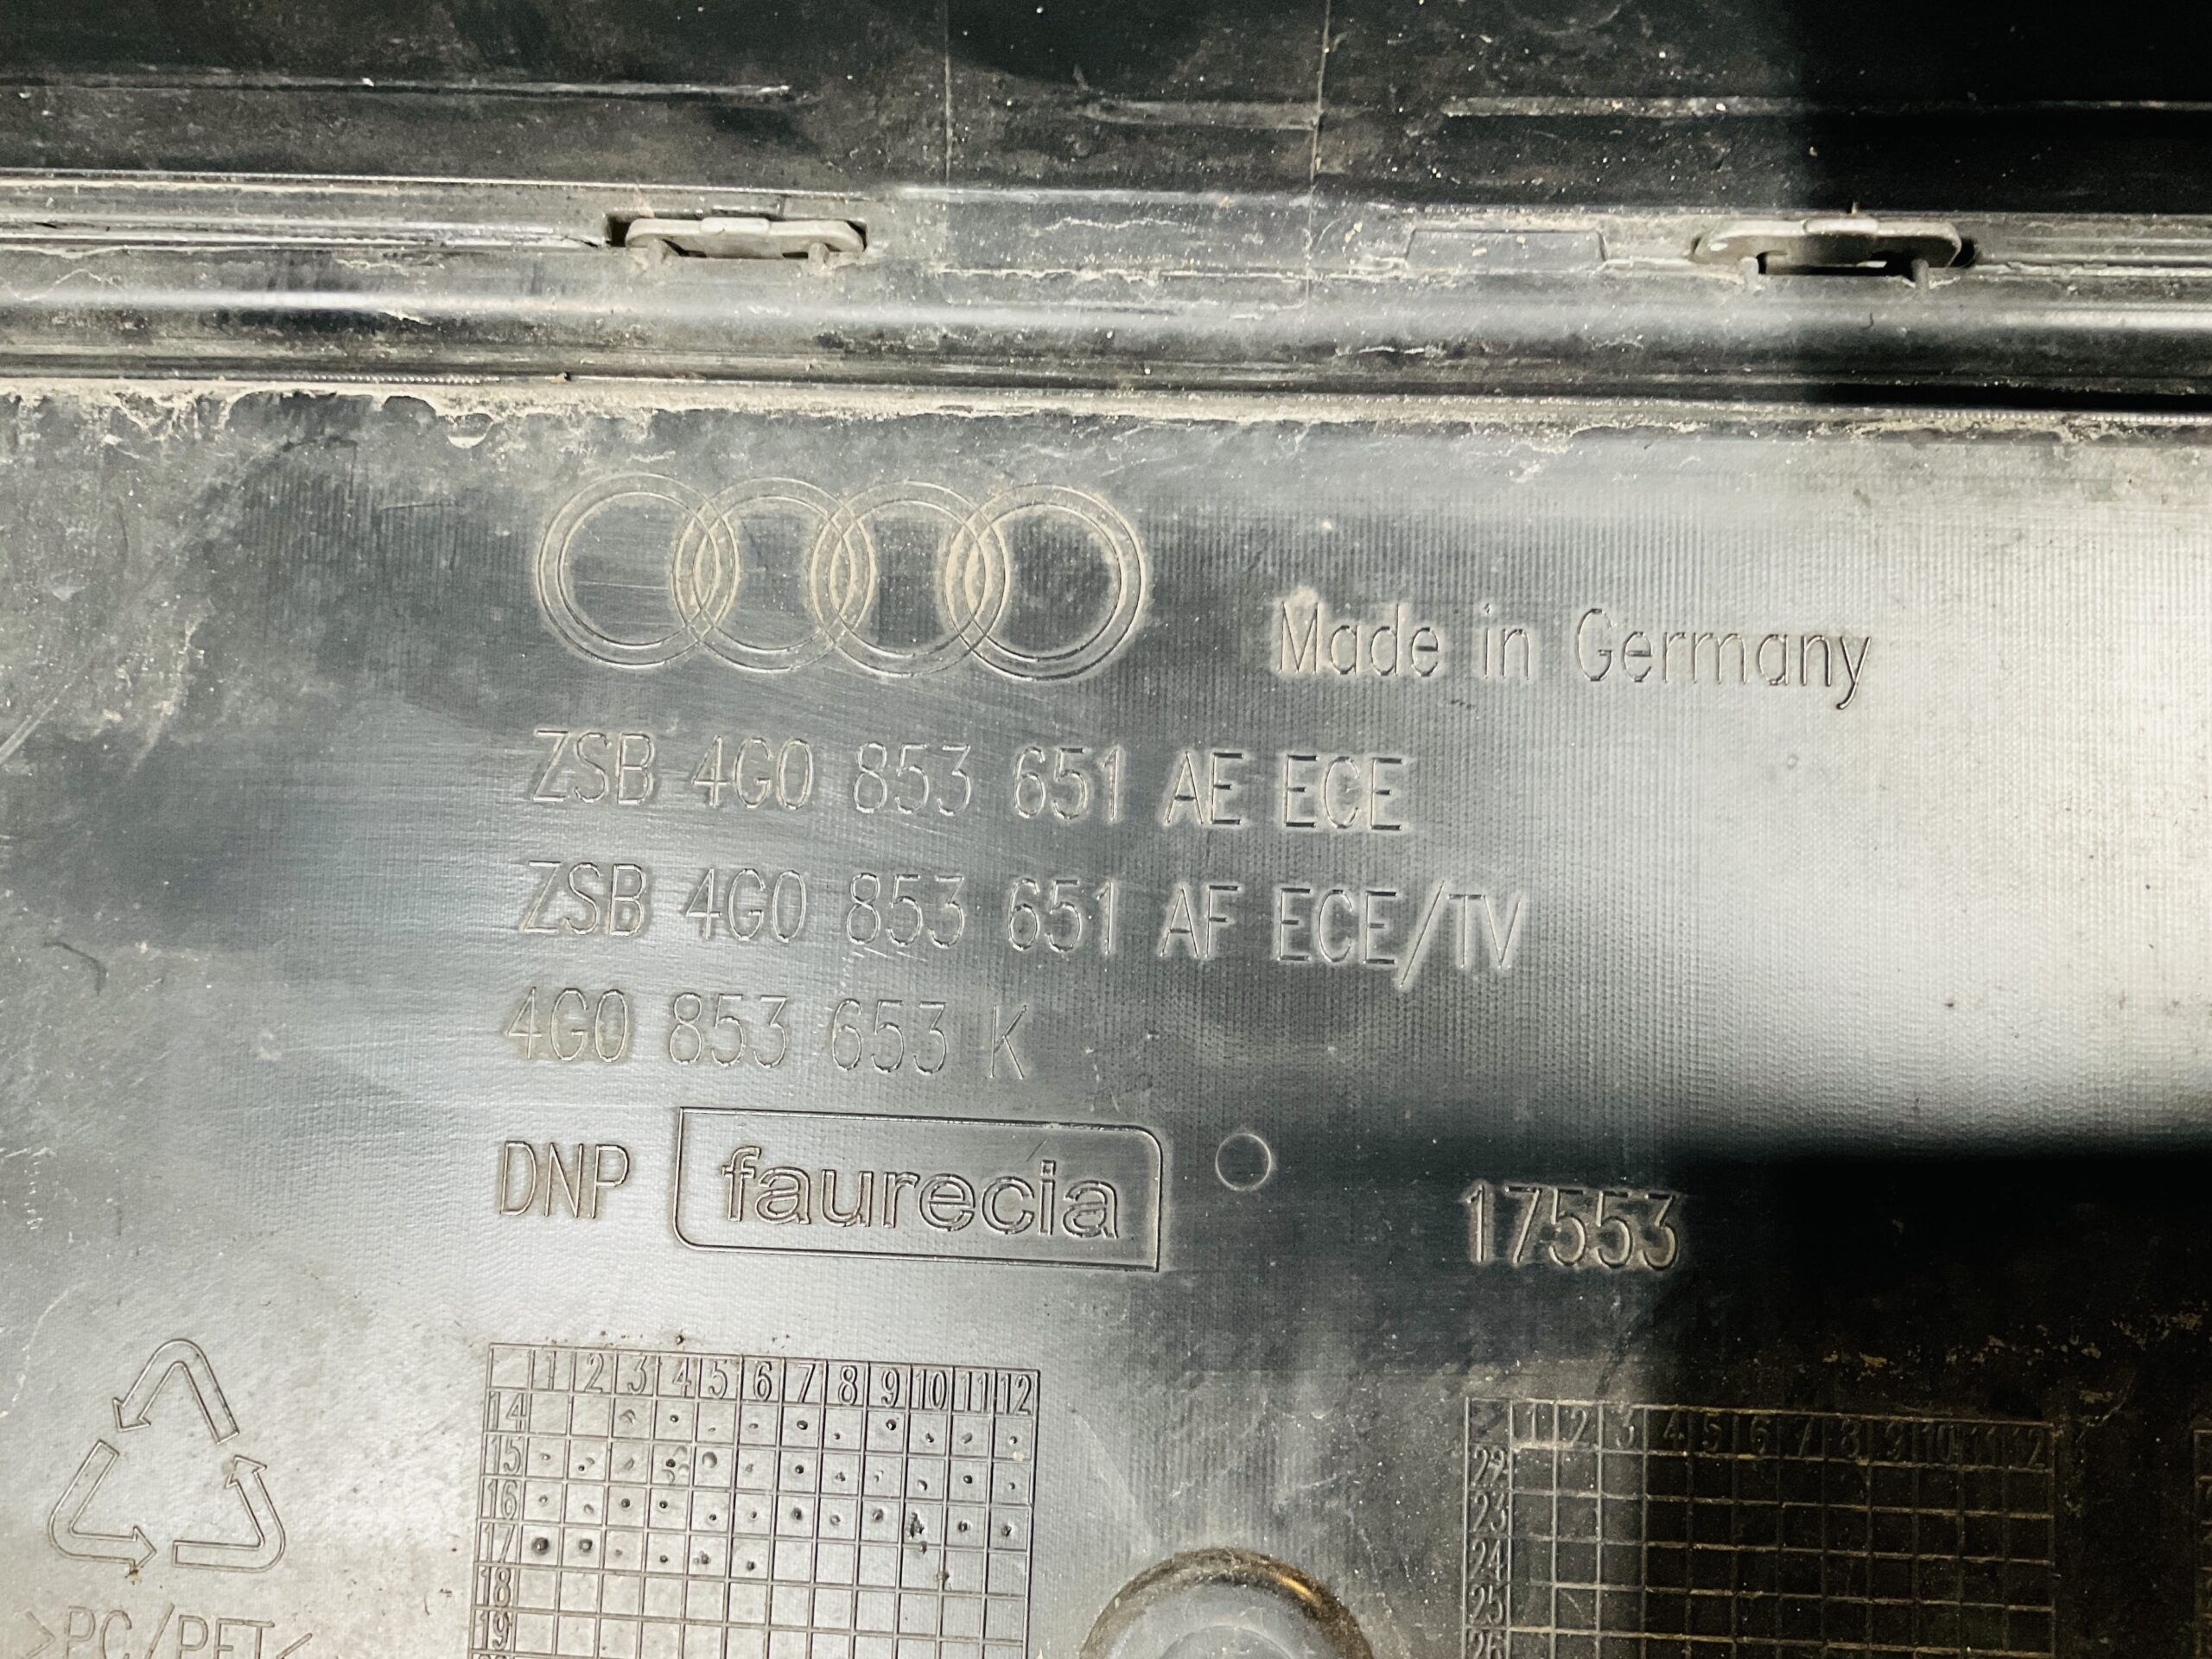 Made in Germany
ZSB 4G0 853 651 AE ECE
ZSB 4G0 853 651 AF ECE/TV
4G0 853 653 K
DNP faurecia 17553
1 2 3 4 5 6 7 8 9 10 11 12
14
15
16
17
18
19
1 2 3 4 5 6 7 8 9 10 11 12
22
23
24
25
26
>PC/PET<